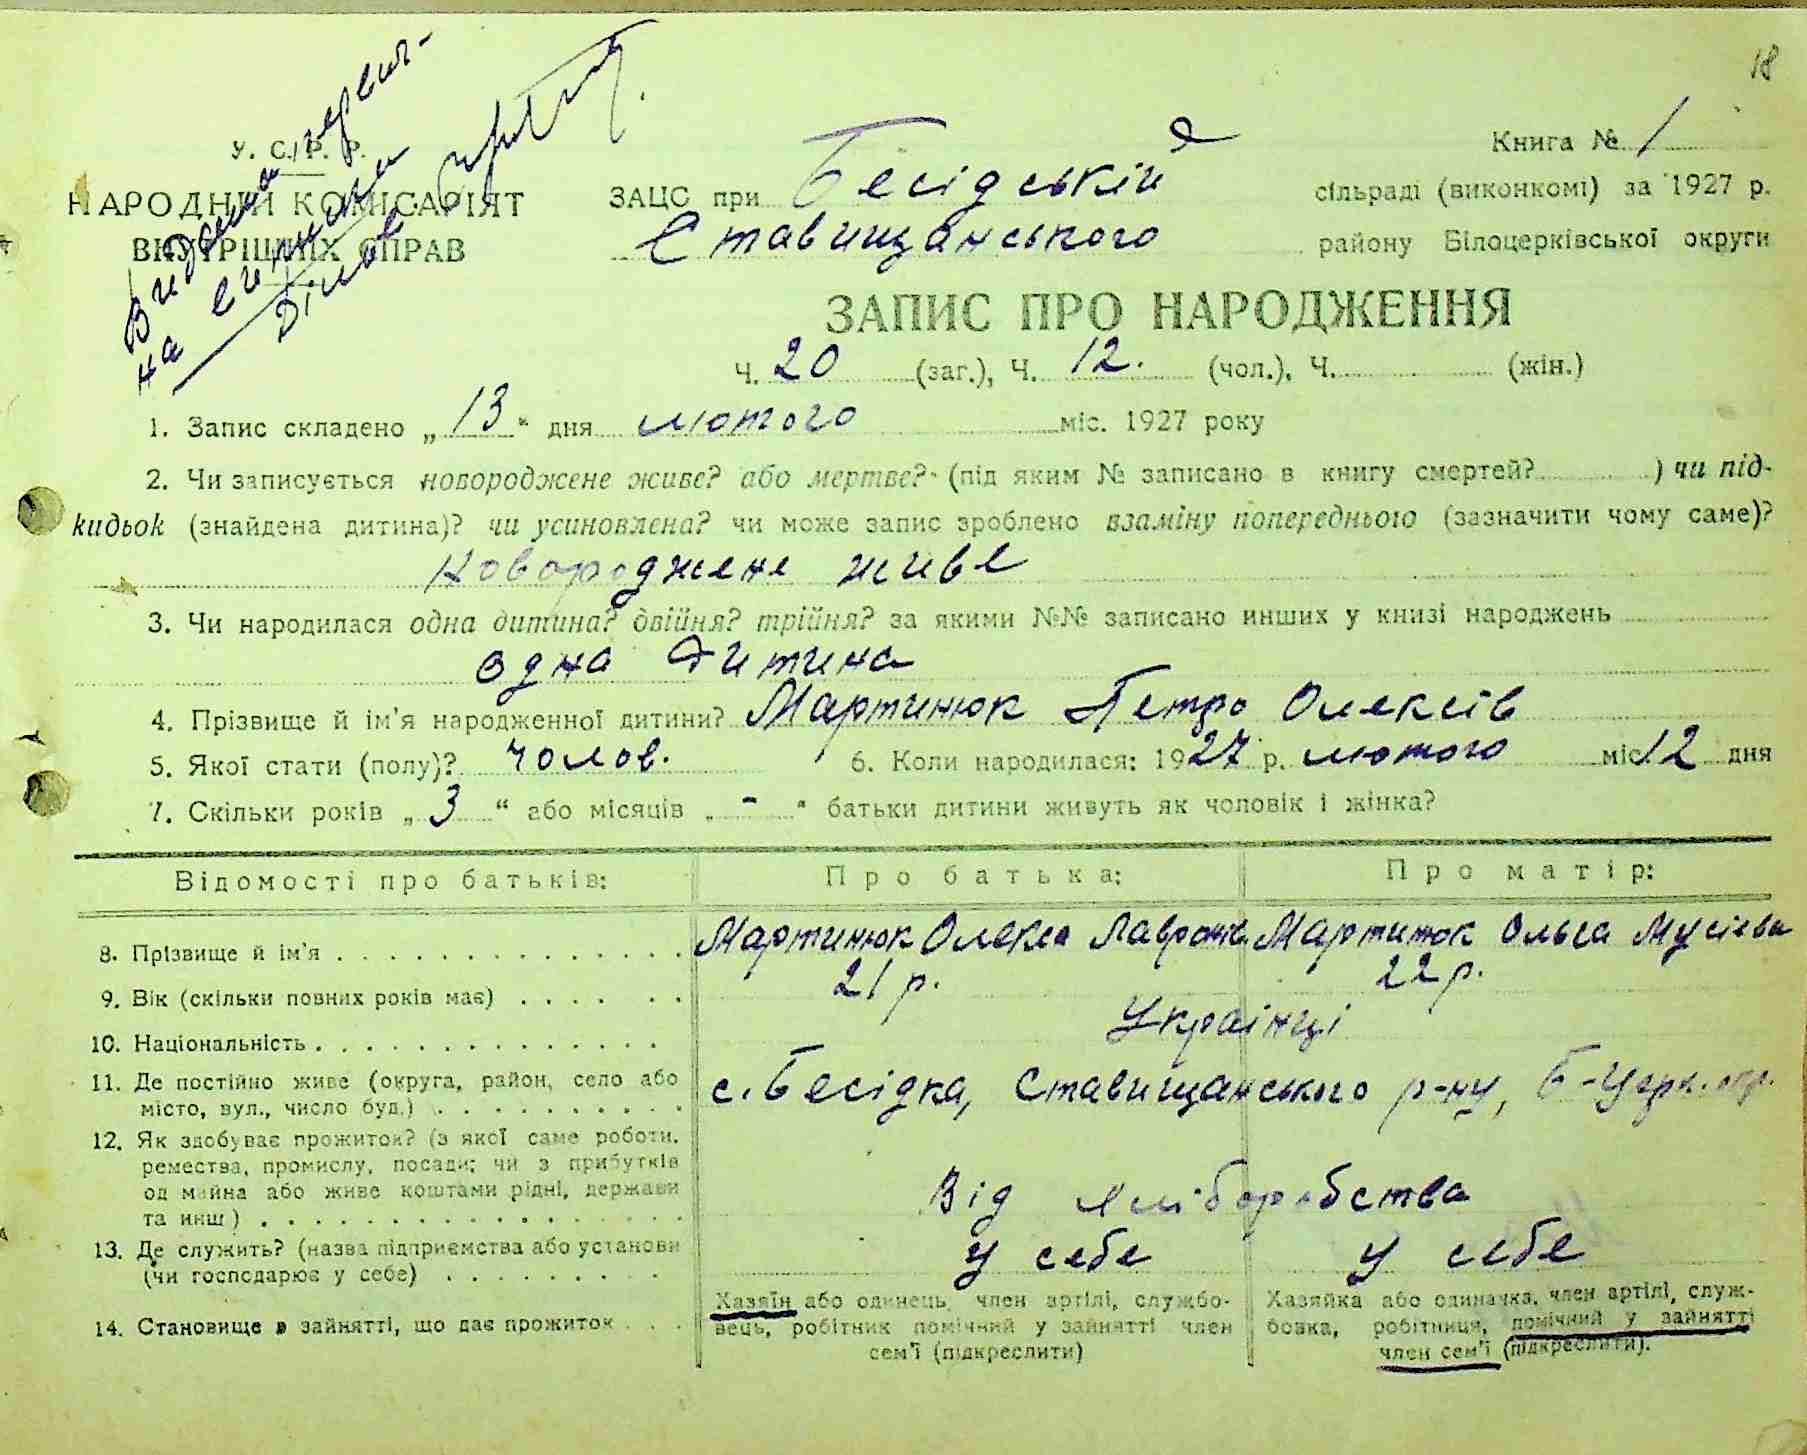 18
У. С. Р. Р.
НАРОДНІЙ КОМІСАРІЯТ
ВНУТРІШНІХ СПРАВ
Видана
на
Книга № 1
ЗАЦС при Бесідській сільраді (виконкомі) за 1927 р.
Ставищанського району Білоцерківської округи
ЗАПИС ПРО НАРОДЖЕННЯ
Ч. 20 (заг.), Ч. 12. (чол.), Ч. (жін.)
1. Запис складено „13“ дня лютого міс. 1927 року
2. Чи записується новороджене живе? або мертве? (під яким № записано в книгу смертей? ) чи під-
кидьок (знайдена дитина)? чи усиновлена? чи може запис зроблено взаміну попереднього (зазначити чому саме)?
Новороджене живе
3. Чи народилася одна дитина? двійня? трійня? за якими №№ записано инших у книзі народжень
одна дитина
4. Прізвище й ім'я народженної дитини? Мартинюк Петро Олексів
5. Якої стати (полу)? чолов. 6. Коли народилася: 1927 р. лютого міс. 12 дня
7. Скільки років „3“ або місяців „-“ батьки дитини живуть як чоловік і жінка?
Відомості про батьків: Про батька: Про матір:
8. Прізвище й ім'я Мартинюк Олекса Мартинюк Ольга Мусієва
9. Вік (скільки повних років має) 21 р. 22 р.
10. Національність Українці
11. Де постійно живе (округа, район, село або
місто, вул., число буд.) с. Бесідка, Ставищанського р-ну, Б-Церк. окр.
12. Як здобуває прожиток? (з якої саме роботи,
ремества, промислу, посади; чи з прибутків
од майна або живе коштами рідні, держави
та инш.) Від хліборобства
13. Де служить? (назва підприємства або установи
(чи господарює у себе) у себе у себе
14. Становище в зайнятті, що дає прожиток
Хазяїн або одинець, член артілі, службо-
вець, робітник помічний у зайнятті член
сем'ї (підкреслити)
Хазяйка або одиначка, член артілі, служ-
бовка, робітниця, помічний у зайнятті
член сем'ї (підкреслити).